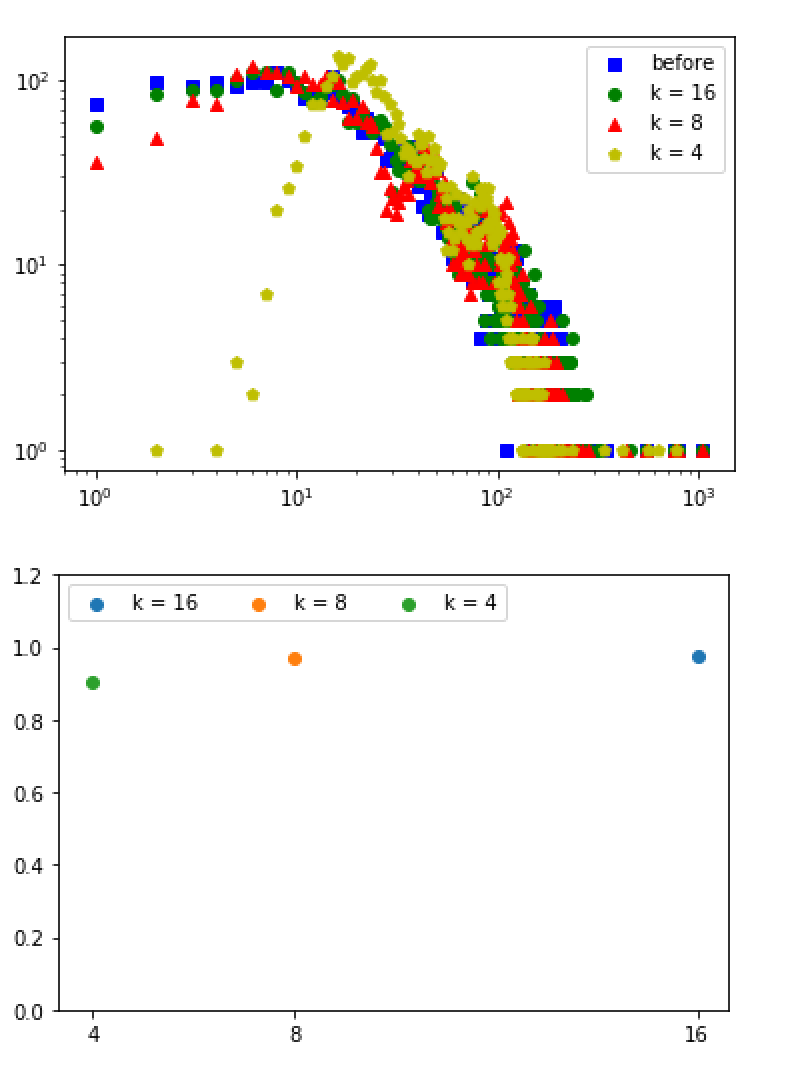 10²
10¹
10⁰
before
k = 16
k = 8
k = 4
10⁰ 10¹ 10² 10³
1.2
1.0
0.8
0.6
0.4
0.2
0.0
k = 16 k = 8 k = 4
4 8 16